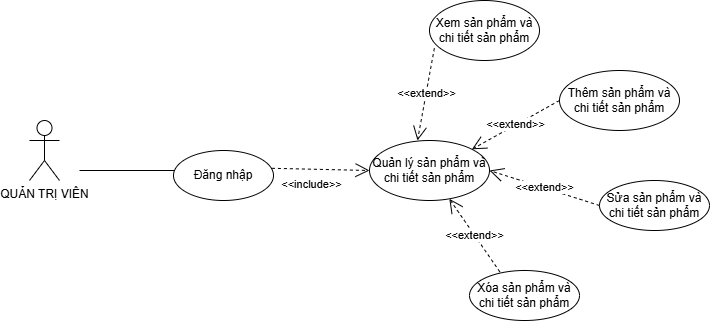 Xem sản phẩm và
chi tiết sản phẩm
<<extend>>
Thêm sản phẩm và
chi tiết sản phẩm
<<extend>>
QUẢN TRỊ VIÊN
Đăng nhập
<<include>>
Quản lý sản phẩm và
chi tiết sản phẩm
<<extend>>
Sửa sản phẩm và
chi tiết sản phẩm
<<extend>>
Xóa sản phẩm và
chi tiết sản phẩm